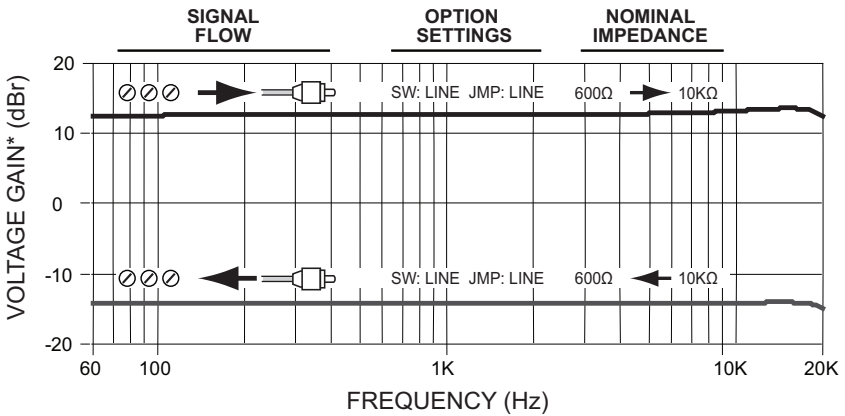 SIGNAL FLOW
OPTION SETTINGS
NOMINAL IMPEDANCE
VOLTAGE GAIN* (dBr)
20
10
0
-10
-20
SW: LINE JMP: LINE
600Ω 10KΩ
SW: LINE JMP: LINE
600Ω 10KΩ
60
100
1K
10K
20K
FREQUENCY (Hz)